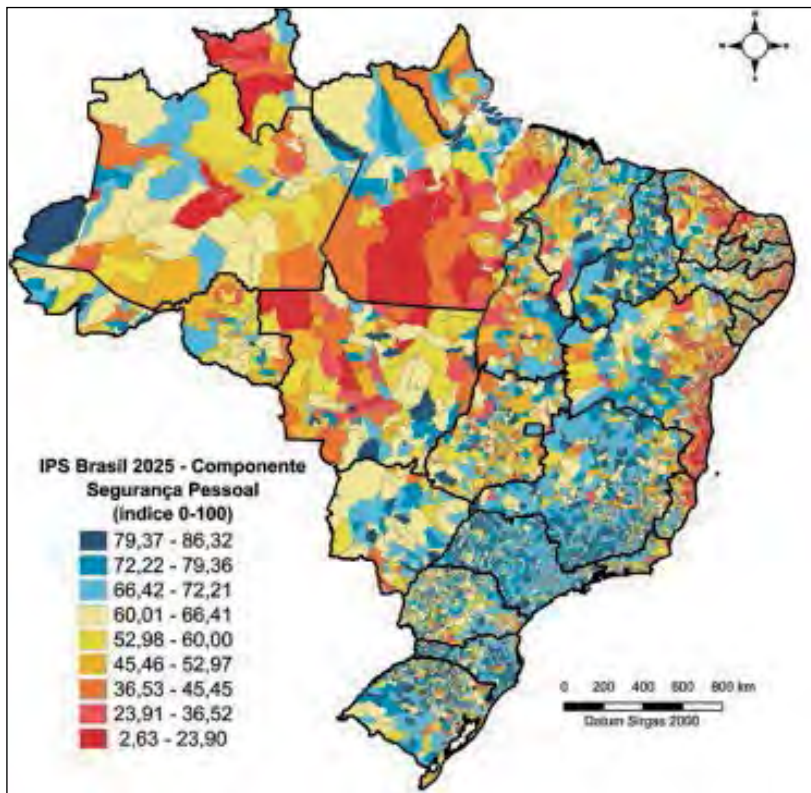 IPS Brasil 2025 - Componente
Segurança Pessoal
(índice 0-100)
79,37 - 86,32
72,22 - 79,36
66,42 - 72,21
60,01 - 66,41
52,98 - 60,00
45,46 - 52,97
36,53 - 45,45
23,91 - 36,52
2,63 - 23,90
0 200 400 600 800 km
Datum Sirgas 2000